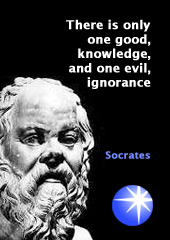 There is only
one good,
knowledge,
and one evil,
ignorance
Socrates